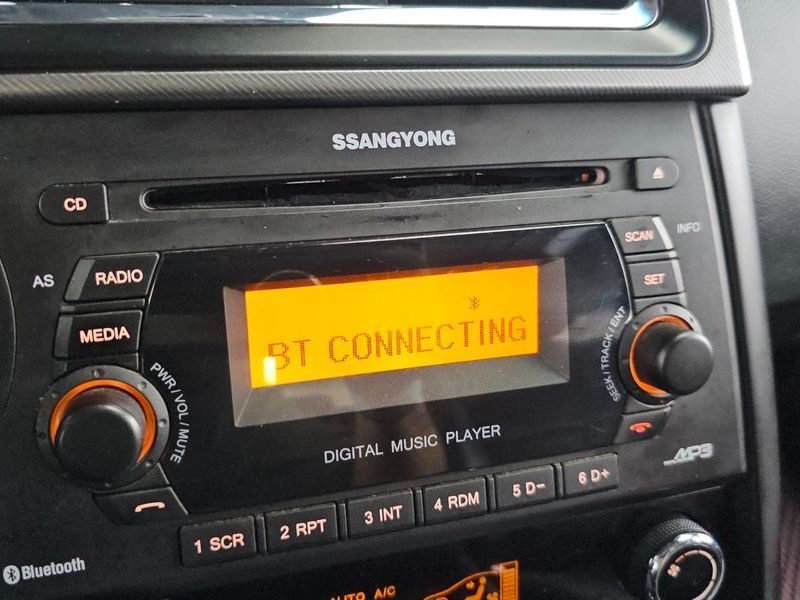 SSANGYONG
CD
SCAN
INFO
AS
RADIO
SET
MEDIA
BT CONNECTING
PWR/VOL/MUTE
SEEK/TRACK/ENT
DIGITAL MUSIC PLAYER
MP3
1 SCR
2 RPT
3 INT
4 RDM
5 D-
6 D+
Bluetooth
AUTO A/C